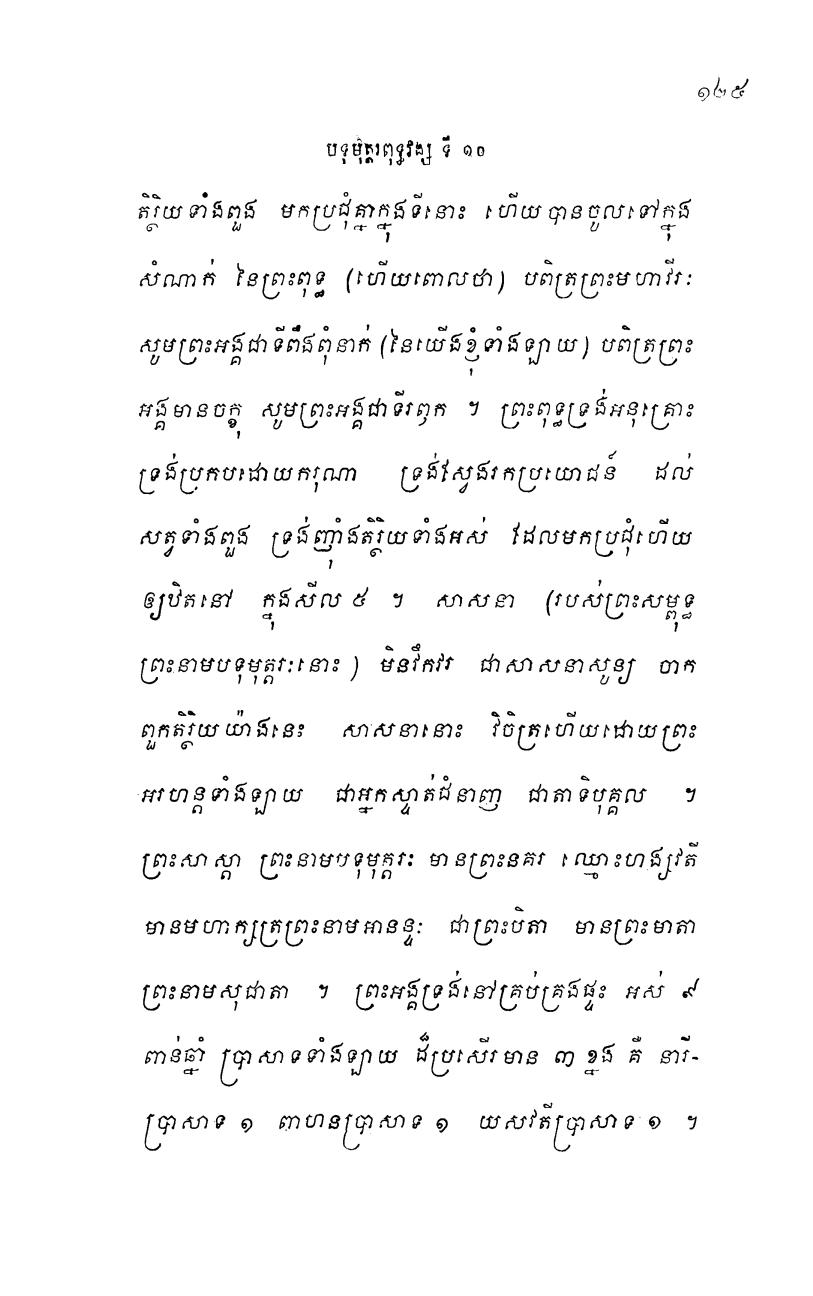 ១២៥
បទុមុត្តរពុទ្ធវង្ស ទី ១០
តិរ្ថិយទាំងពួង មកប្រជុំគ្នាក្នុងទីនោះ ហើយបានចូលទៅក្នុង
សំណាក់ នៃព្រះពុទ្ធ (ហើយពោលថា) បពិត្រព្រះមហាវីរៈ
សូមព្រះអង្គជាទីពឹងពុំនាក់ (នៃយើងខ្ញុំទាំងឡាយ) បពិត្រព្រះ
អង្គមានចក្ខុ សូមព្រះអង្គជាទីរឭក ។ ព្រះពុទ្ធទ្រង់អនុគ្រោះ
ទ្រង់ប្រកបដោយករុណា ទ្រង់ស្វែងរកប្រយោជន៍ ដល់
សត្វទាំងពួង ទ្រង់ញ៉ាំងតិរ្ថិយទាំងអស់ ដែលមកប្រជុំហើយ
ឲ្យឋិតនៅ ក្នុងសីល ៥ ។ សាសនា (របស់ព្រះសម្ពុទ្ធ
ព្រះនាមបទុមុត្តរៈនោះ) មិនវឹកវរ ជាសាសនាសូន្យ ចាក
ពួកតិរ្ថិយយ៉ាងនេះ សាសនានោះ វិចិត្រហើយដោយព្រះ
អរហន្តទាំងឡាយ ជាអ្នកស្ទាត់ជំនាញ ជាតាទិបុគ្គល ។
ព្រះសាស្តា ព្រះនាមបទុមុត្តរៈ មានព្រះនគរ ឈ្មោះហង្សវតី
មានមហាក្សត្រព្រះនាមអានន្ទៈ ជាព្រះបិតា មានព្រះមាតា
ព្រះនាមសុជាតា ។ ព្រះអង្គទ្រង់នៅគ្រប់គ្រងផ្ទះ អស់ ៩
ពាន់ឆ្នាំ ប្រាសាទទាំងឡាយ ដ៏ប្រសើរមាន ៣ ខ្នង គឺ នារី-
ប្រាសាទ ១ ពាហនប្រាសាទ ១ យសវតីប្រាសាទ ១ ។